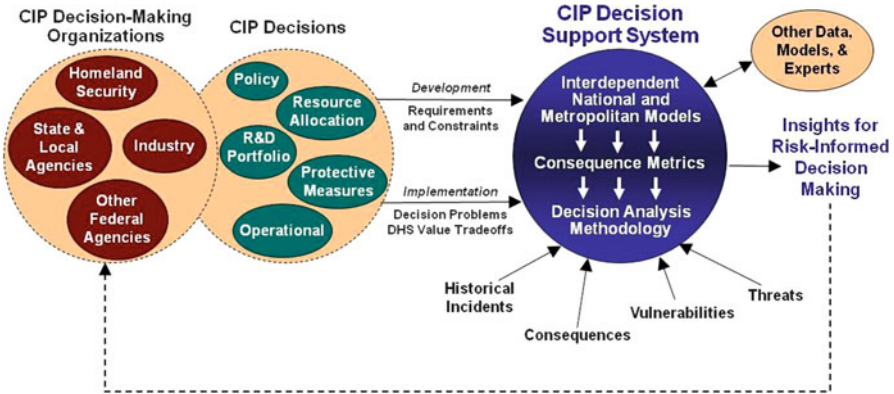 CIP Decision-Making
Organizations
Homeland
Security
State &
Local
Agencies
Industry
Other
Federal
Agencies
CIP Decisions
Policy
Resource
Allocation
R&D
Portfolio
Protective
Measures
Operational
Development
Requirements
and Constraints
Implementation
Decision Problems
DHS Value Tradeoffs
CIP Decision
Support System
Interdependent
National and
Metropolitan Models
Consequence Metrics
Decision Analysis
Methodology
Other Data,
Models, &
Experts
Insights for
Risk-Informed
Decision
Making
Historical
Incidents
Consequences
Vulnerabilities
Threats